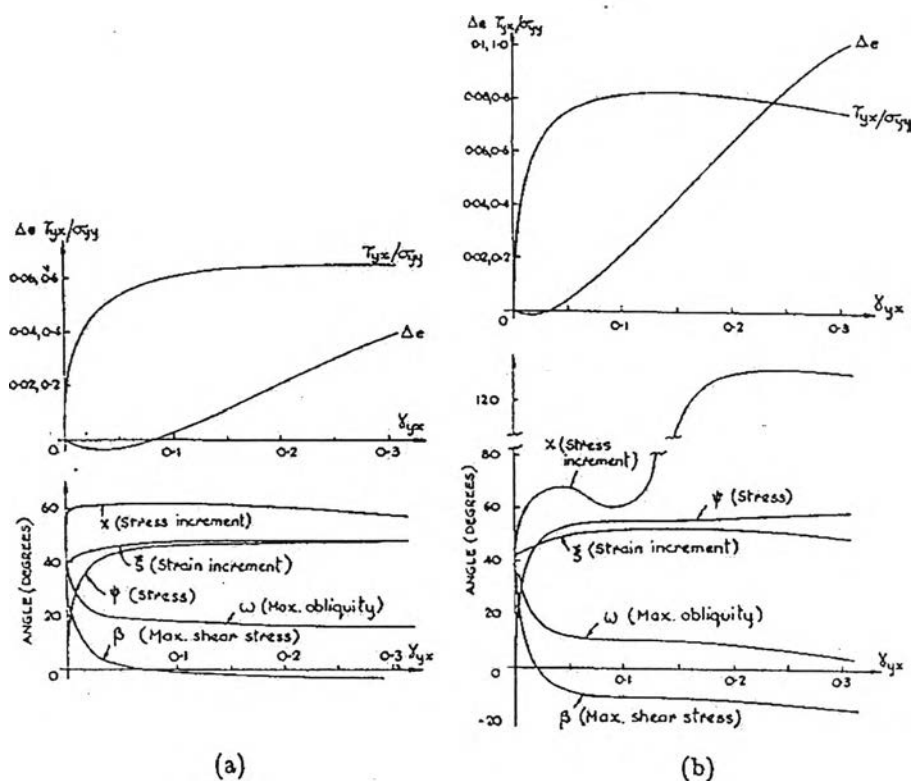 Δe τyx/σyy
0.06, 0.6
0.04, 0.4
0.02, 0.2
0
τyx/σyy
Δe
γyx
0.1
0.2
0.3
ANGLE (DEGREES)
60
40
20
0
χ (Stress increment)
ξ (Strain increment)
ψ (Stress)
ω (Max. obliquity)
β (Max. shear stress)
0.1
0.2
0.3
γyx
(a)
Δe τyx/σyy
0.1, 1.0
0.08, 0.8
0.06, 0.6
0.04, 0.4
0.02, 0.2
0
Δe
τyx/σyy
γyx
0.1
0.2
0.3
ANGLE (DEGREES)
120
80
60
40
20
0
-20
χ (Stress
increment)
ψ (Stress)
ξ (Strain increment)
ω (Max. obliquity)
γyx
0.1
0.2
0.3
β (Max. shear stress)
(b)